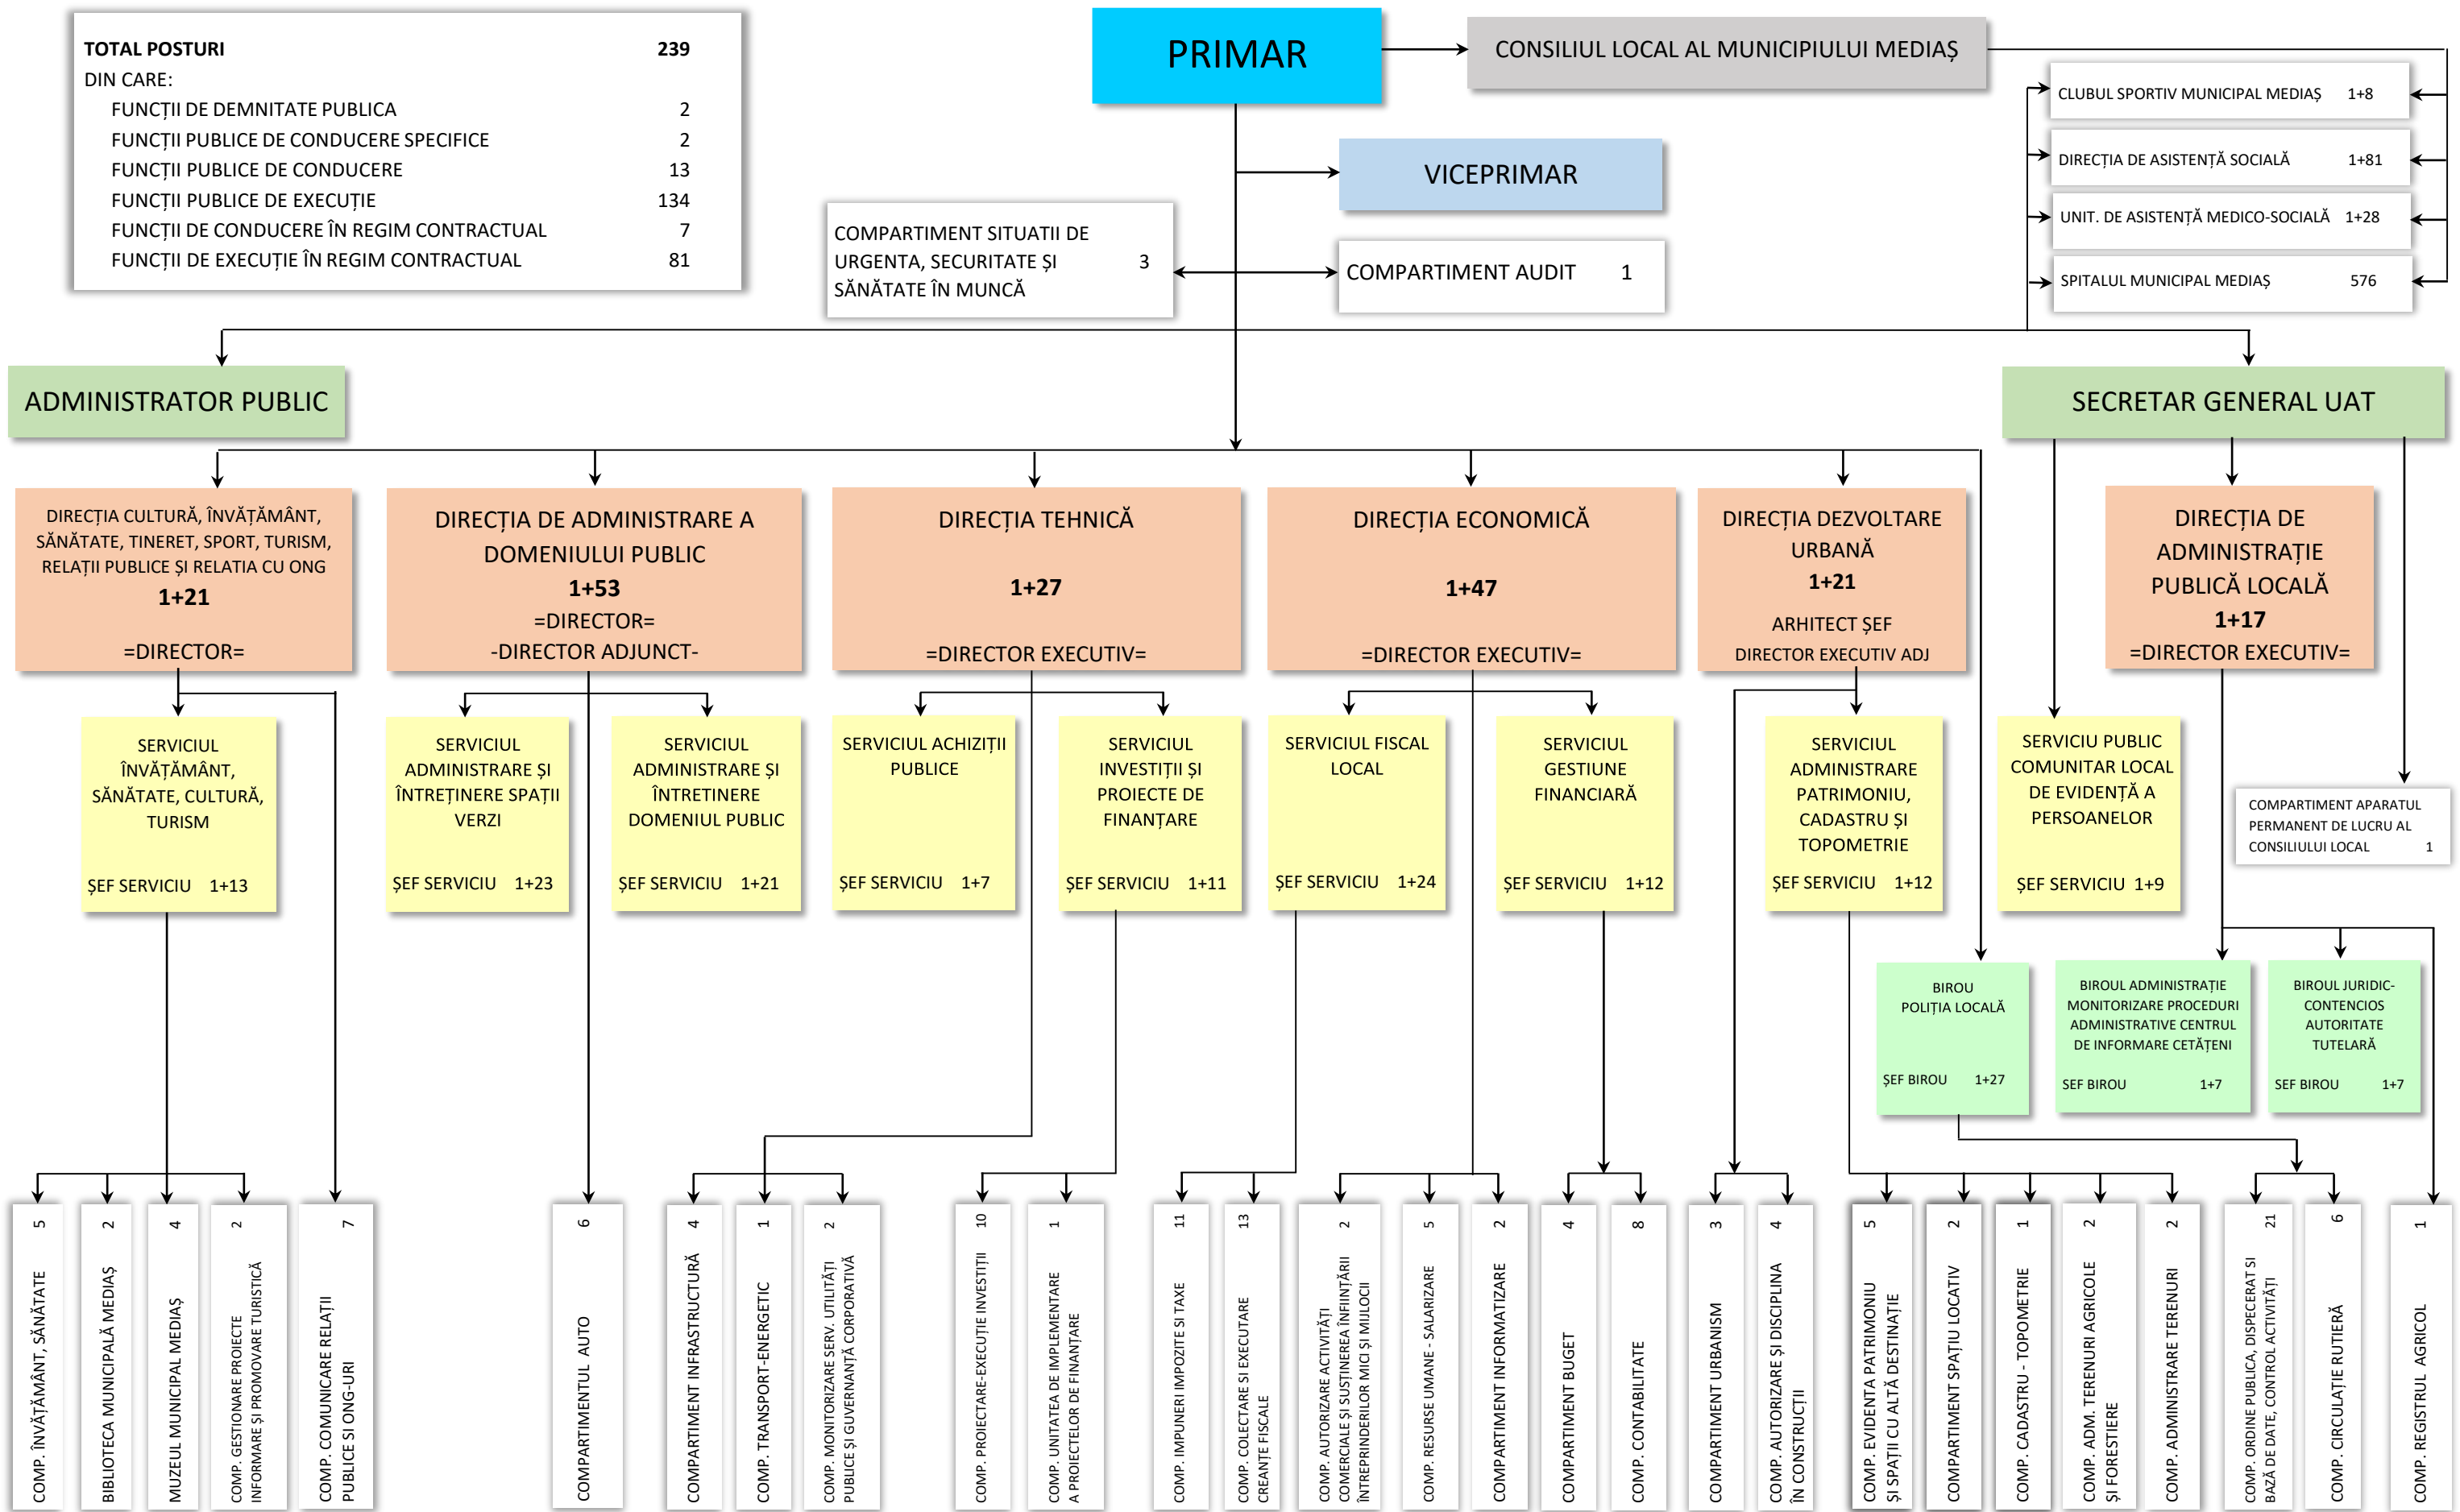 TOTAL POSTURI 239
DIN CARE:
FUNCȚII DE DEMNITATE PUBLICA 2
FUNCȚII PUBLICE DE CONDUCERE SPECIFICE 2
FUNCȚII PUBLICE DE CONDUCERE 13
FUNCȚII PUBLICE DE EXECUȚIE 134
FUNCȚII DE CONDUCERE ÎN REGIM CONTRACTUAL 7
FUNCȚII DE EXECUȚIE ÎN REGIM CONTRACTUAL 81
PRIMAR
CONSILIUL LOCAL AL MUNICIPIULUI MEDIAȘ
CLUBUL SPORTIV MUNICIPAL MEDIAȘ 1+8
DIRECȚIA DE ASISTENȚĂ SOCIALĂ 1+81
UNIT. DE ASISTENȚĂ MEDICO-SOCIALĂ 1+28
SPITALUL MUNICIPAL MEDIAȘ 576
VICEPRIMAR
COMPARTIMENT SITUATII DE
URGENTA, SECURITATE ȘI 3
SĂNĂTATE ÎN MUNCĂ
COMPARTIMENT AUDIT 1
ADMINISTRATOR PUBLIC
SECRETAR GENERAL UAT
DIRECȚIA CULTURĂ, ÎNVĂȚĂMÂNT,
SĂNĂTATE, TINERET, SPORT, TURISM,
RELAȚII PUBLICE ȘI RELATIA CU ONG
1+21
=DIRECTOR=
DIRECȚIA DE ADMINISTRARE A
DOMENIULUI PUBLIC
1+53
=DIRECTOR=
-DIRECTOR ADJUNCT-
DIRECȚIA TEHNICĂ
1+27
=DIRECTOR EXECUTIV=
DIRECȚIA ECONOMICĂ
1+47
=DIRECTOR EXECUTIV=
DIRECȚIA DEZVOLTARE
URBANĂ
1+21
ARHITECT ȘEF
DIRECTOR EXECUTIV ADJ
DIRECȚIA DE
ADMINISTRAȚIE
PUBLICĂ LOCALĂ
1+17
=DIRECTOR EXECUTIV=
SERVICIUL
ÎNVĂȚĂMÂNT,
SĂNĂTATE, CULTURĂ,
TURISM
ȘEF SERVICIU 1+13
SERVICIUL
ADMINISTRARE ȘI
ÎNTREȚINERE SPAȚII
VERZI
ȘEF SERVICIU 1+23
SERVICIUL
ADMINISTRARE ȘI
ÎNTRETINERE
DOMENIUL PUBLIC
ȘEF SERVICIU 1+21
SERVICIUL ACHIZIȚII
PUBLICE
ȘEF SERVICIU 1+7
SERVICIUL
INVESTIȚII ȘI
PROIECTE DE
FINANȚARE
ȘEF SERVICIU 1+11
SERVICIUL FISCAL
LOCAL
ȘEF SERVICIU 1+24
SERVICIUL
GESTIUNE
FINANCIARĂ
ȘEF SERVICIU 1+12
SERVICIUL
ADMINISTRARE
PATRIMONIU,
CADASTRU ȘI
TOPOMETRIE
ȘEF SERVICIU 1+12
SERVICIU PUBLIC
COMUNITAR LOCAL
DE EVIDENȚĂ A
PERSOANELOR
ȘEF SERVICIU 1+9
COMPARTIMENT APARATUL
PERMANENT DE LUCRU AL
CONSILIULUI LOCAL 1
BIROU
POLIȚIA LOCALĂ
ȘEF BIROU 1+27
BIROUL ADMINISTRAȚIE
MONITORIZARE PROCEDURI
ADMINISTRATIVE CENTRUL
DE INFORMARE CETĂȚENI
SEF BIROU 1+7
BIROUL JURIDIC-
CONTENCIOS
AUTORITATE
TUTELARĂ
SEF BIROU 1+7
COMP. ÎNVĂȚĂMÂNT, SĂNĂTATE 5
BIBLIOTECA MUNICIPALĂ MEDIAȘ 2
MUZEUL MUNICIPAL MEDIAȘ 4
COMP. GESTIONARE PROIECTE 2
INFORMARE ȘI PROMOVARE TURISTICĂ
COMP. COMUNICARE RELAȚII 7
PUBLICE SI ONG-URI
COMPARTIMENTUL AUTO 6
COMPARTIMENT INFRASTRUCTURĂ 4
COMP. TRANSPORT-ENERGETIC 1
COMP. MONITORIZARE SERV. UTILITĂȚI 2
PUBLICE ȘI GUVERNANȚĂ CORPORATIVĂ
COMP. PROIECTARE-EXECUȚIE INVESTIȚII 10
COMP. UNITATEA DE IMPLEMENTARE 1
A PROIECTELOR DE FINANȚARE
COMP. IMPUNERI IMPOZITE SI TAXE 11
COMP. COLECTARE SI EXECUTARE 13
CREANȚE FISCALE
COMP. AUTORIZARE ACTIVITĂȚI 2
COMERCIALE ȘI SUSȚINEREA ÎNFIINȚĂRII
ÎNTREPRINDERILOR MICI ȘI MIJLOCII
COMP. RESURSE UMANE - SALARIZARE 5
COMPARTIMENT INFORMATIZARE 2
COMPARTIMENT BUGET 4
COMP. CONTABILITATE 8
COMPARTIMENT URBANISM 3
COMP. AUTORIZARE ȘI DISCIPLINA 4
ÎN CONSTRUCȚII
COMP. EVIDENTA PATRIMONIU 5
ȘI SPAȚII CU ALTĂ DESTINAȚIE
COMPARTIMENT SPAȚIU LOCATIV 2
COMP. CADASTRU - TOPOMETRIE 1
COMP. ADM. TERENURI AGRICOLE 2
ȘI FORESTIERE
COMP. ADMINISTRARE TERENURI 2
COMP. ORDINE PUBLICA, DISPECERAT SI 21
BAZĂ DE DATE, CONTROL ACTIVITĂȚI
COMP. CIRCULAȚIE RUTIERĂ 6
COMP. REGISTRUL AGRICOL 1